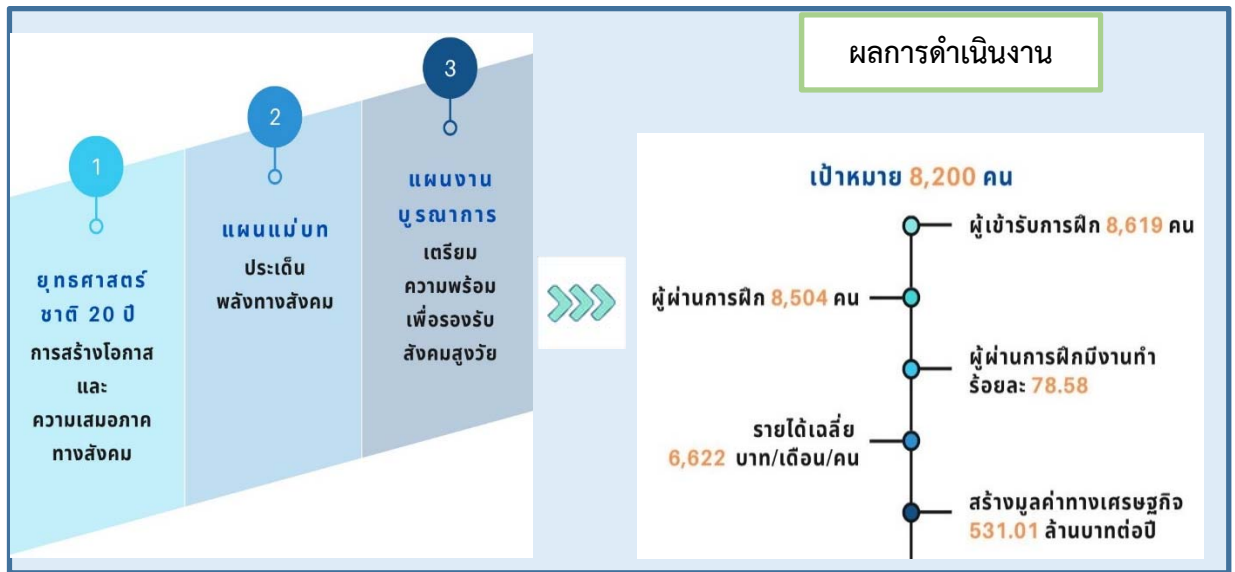 1
ยุทธศาสตร์
ชาติ 20 ปี
การสร้างโอกาส
และ
ความเสมอภาค
ทางสังคม
2
แผนแม่บท
ประเด็น
พลังทางสังคม
3
แผนงาน
บูรณาการ
เตรียม
ความพร้อม
เพื่อรองรับ
สังคมสูงวัย
ผลการดำเนินงาน
เป้าหมาย 8,200 คน
ผู้เข้ารับการฝึก 8,619 คน
ผู้ผ่านการฝึก 8,504 คน
ผู้ผ่านการฝึกมีงานทำ
ร้อยละ 78.58
รายได้เฉลี่ย
6,622 บาท/เดือน/คน
สร้างมูลค่าทางเศรษฐกิจ
531.01 ล้านบาทต่อปี